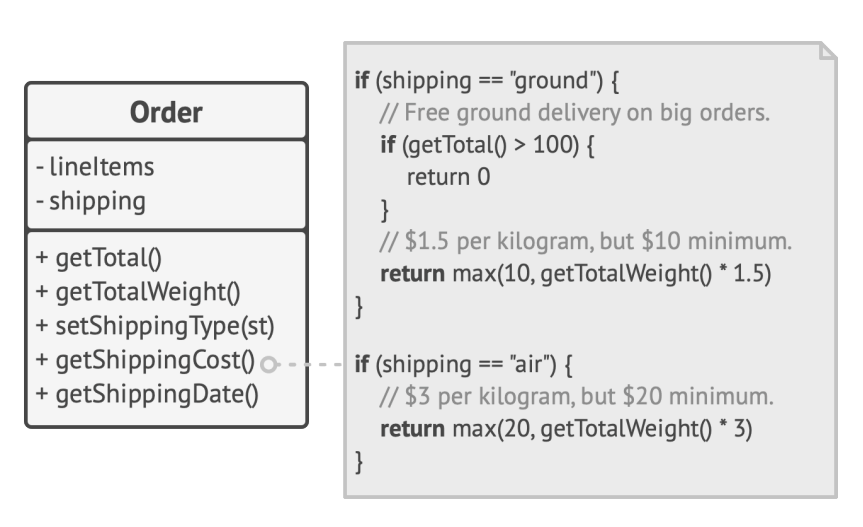 Order
- lineItems
- shipping
+ getTotal()
+ getTotalWeight()
+ setShippingType(st)
+ getShippingCost()
+ getShippingDate()
if (shipping == "ground") {
// Free ground delivery on big orders.
if (getTotal() > 100) {
return 0
}
// $1.5 per kilogram, but $10 minimum.
return max(10, getTotalWeight() * 1.5)
}
if (shipping == "air") {
// $3 per kilogram, but $20 minimum.
return max(20, getTotalWeight() * 3)
}